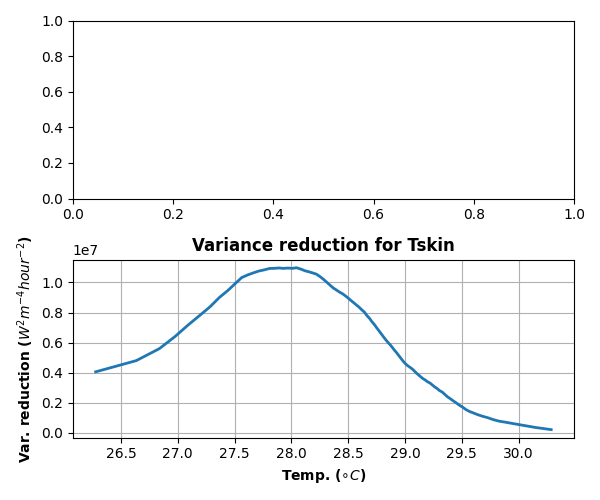 1.0
0.8
0.6
0.4
0.2
0.0
0.0 0.2 0.4 0.6 0.8 1.0
Variance reduction for Tskin
1e7
1.0
0.8
0.6
0.4
0.2
0.0
Var. reduction (W²m⁻⁴hour⁻²)
26.5 27.0 27.5 28.0 28.5 29.0 29.5 30.0
Temp. (∘C)